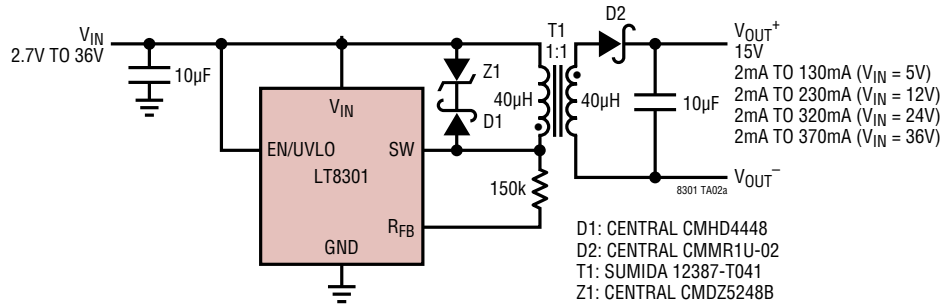 VIN
2.7V TO 36V
10µF
VIN
EN/UVLO
LT8301
SW
RFB
GND
Z1
D1
150k
T1
1:1
40µH
40µH
D2
10µF
VOUT+
15V
2mA TO 130mA (VIN = 5V)
2mA TO 230mA (VIN = 12V)
2mA TO 320mA (VIN = 24V)
2mA TO 370mA (VIN = 36V)
VOUT–
8301 TA02a
D1: CENTRAL CMHD4448
D2: CENTRAL CMMR1U-02
T1: SUMIDA 12387-T041
Z1: CENTRAL CMDZ5248B